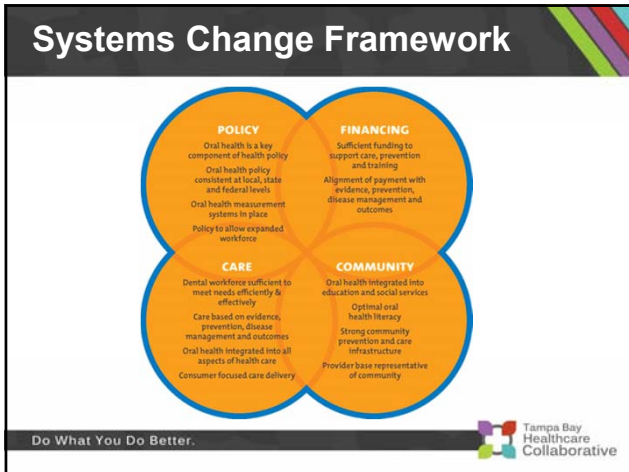 Systems Change Framework
POLICY
Oral health is a key
component of health policy
Oral health policy
consistent at local, state
and federal levels
Oral health measurement
systems in place
Policy to allow expanded
workforce
FINANCING
Sufficient funding to
support care, prevention
and training
Alignment of payment with
evidence, prevention,
disease management and
outcomes
CARE
Dental workforce sufficient to
meet needs efficiently &
effectively
Care based on evidence,
prevention, disease
management and outcomes
Oral health integrated into all
aspects of health care
Consumer focused care delivery
COMMUNITY
Oral health integrated into
education and social services
Optimal oral
health literacy
Strong community
prevention and care
infrastructure
Provider base representative
of community
Do What You Do Better.
Tampa Bay
Healthcare
Collaborative